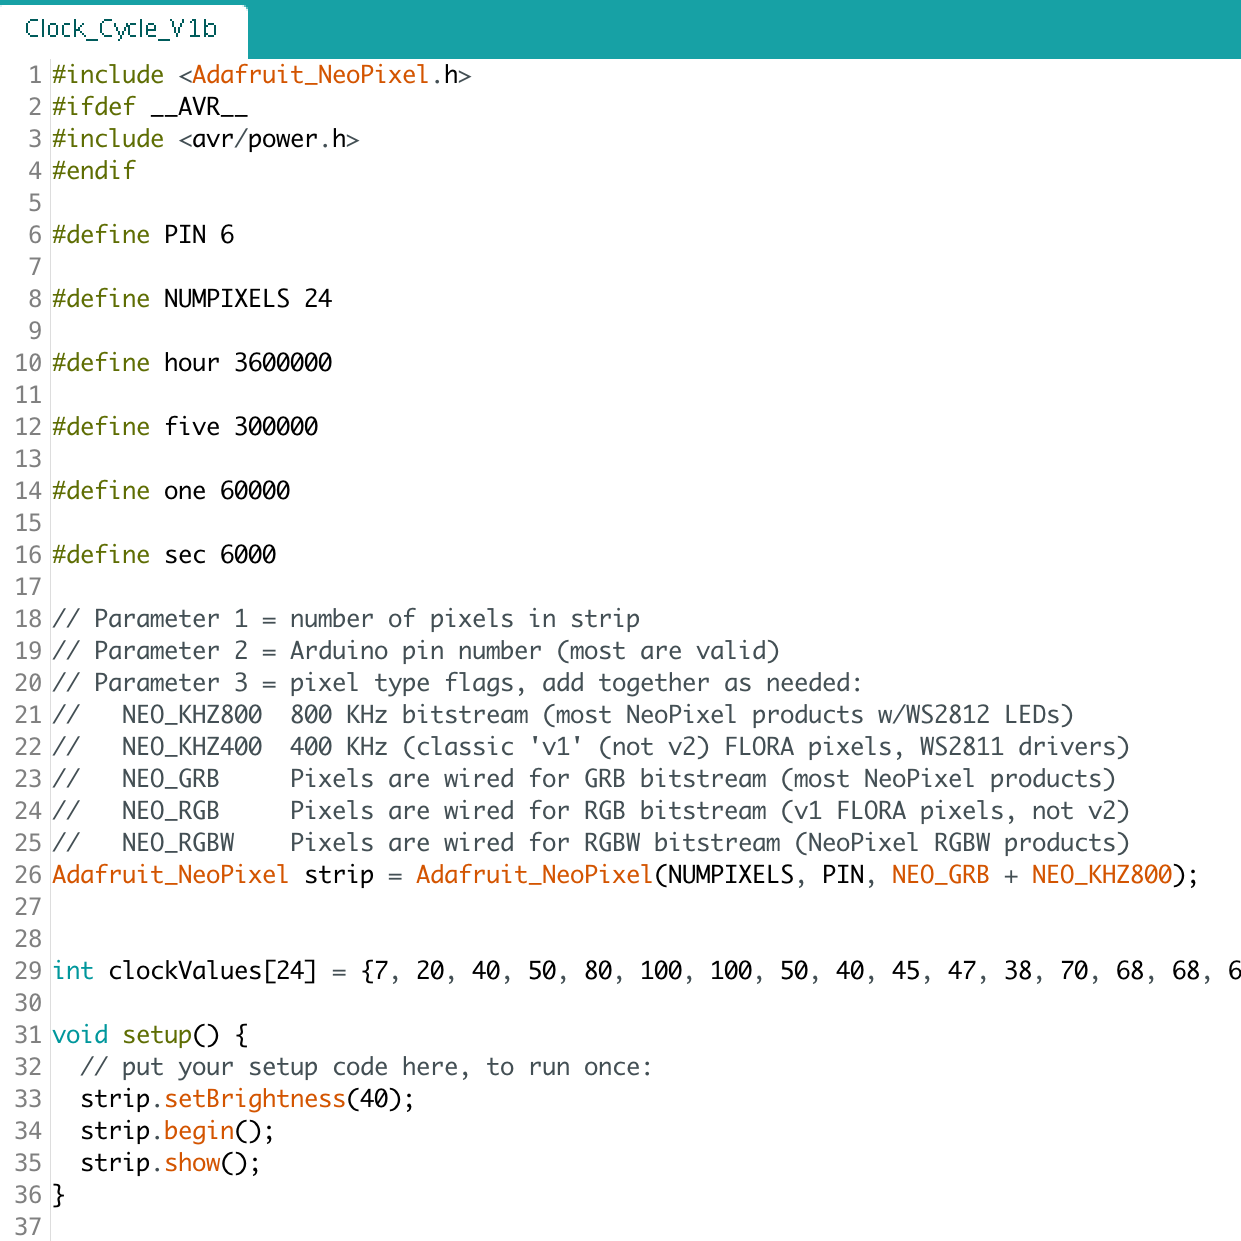 Clock_Cycle_V1b
1 #include <Adafruit_NeoPixel.h>
2 #ifdef __AVR__
3 #include <avr/power.h>
4 #endif
5
6 #define PIN 6
7
8 #define NUMPIXELS 24
9
10 #define hour 3600000
11
12 #define five 300000
13
14 #define one 60000
15
16 #define sec 6000
17
18 // Parameter 1 = number of pixels in strip
19 // Parameter 2 = Arduino pin number (most are valid)
20 // Parameter 3 = pixel type flags, add together as needed:
21 //   NEO_KHZ800  800 KHz bitstream (most NeoPixel products w/WS2812 LEDs)
22 //   NEO_KHZ400  400 KHz (classic 'v1' (not v2) FLORA pixels, WS2811 drivers)
23 //   NEO_GRB     Pixels are wired for GRB bitstream (most NeoPixel products)
24 //   NEO_RGB     Pixels are wired for RGB bitstream (v1 FLORA pixels, not v2)
25 //   NEO_RGBW    Pixels are wired for RGBW bitstream (NeoPixel RGBW products)
26 Adafruit_NeoPixel strip = Adafruit_NeoPixel(NUMPIXELS, PIN, NEO_GRB + NEO_KHZ800);
27
28
29 int clockValues[24] = {7, 20, 40, 50, 80, 100, 100, 50, 40, 45, 47, 38, 70, 68, 68, 6
30
31 void setup() {
32   // put your setup code here, to run once:
33   strip.setBrightness(40);
34   strip.begin();
35   strip.show();
36 }
37